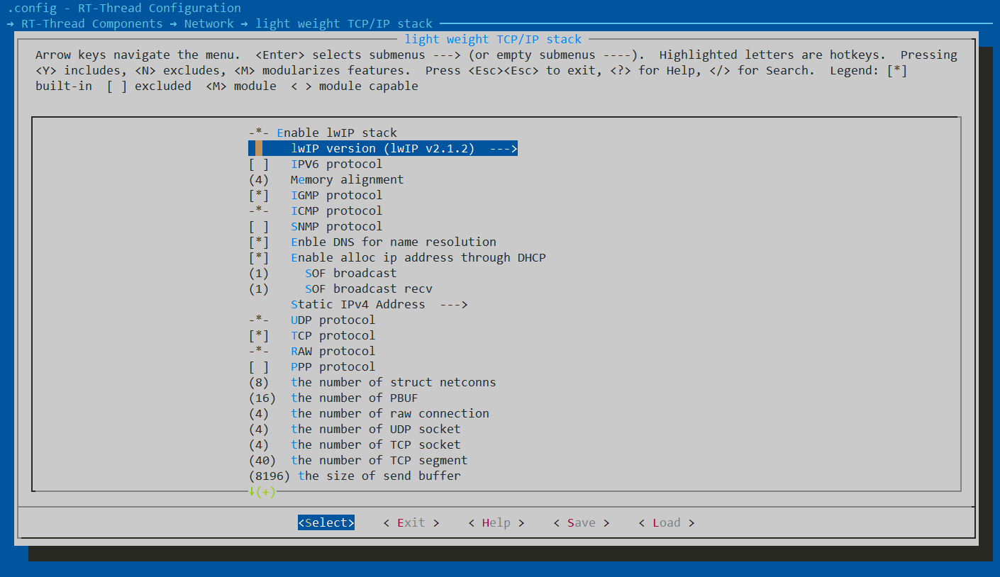 .config - RT-Thread Configuration
→ RT-Thread Components → Network → light weight TCP/IP stack
light weight TCP/IP stack
Arrow keys navigate the menu.  <Enter> selects submenus ---> (or empty submenus ----).  Highlighted letters are hotkeys.  Pressing
<Y> includes, <N> excludes, <M> modularizes features.  Press <Esc><Esc> to exit, <?> for Help, </> for Search.  Legend: [*]
built-in  [ ] excluded  <M> module  < > module capable
-*- Enable lwIP stack
lwIP version (lwIP v2.1.2)  --->
[ ]   IPV6 protocol
(4)   Memory alignment
[*]   IGMP protocol
-*-   ICMP protocol
[ ]   SNMP protocol
[*]   Enble DNS for name resolution
[*]   Enable alloc ip address through DHCP
(1)     SOF broadcast
(1)     SOF broadcast recv
Static IPv4 Address  --->
-*-   UDP protocol
[*]   TCP protocol
-*-   RAW protocol
[ ]   PPP protocol
(8)   the number of struct netconns
(16)  the number of PBUF
(4)   the number of raw connection
(4)   the number of UDP socket
(4)   the number of TCP socket
(40)  the number of TCP segment
(8196) the size of send buffer
↓(+)
<Select>    < Exit >    < Help >    < Save >    < Load >